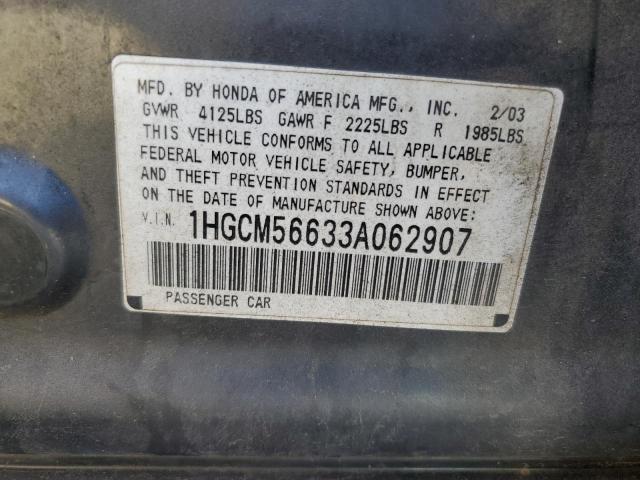 MFD. BY HONDA OF AMERICA MFG., INC. 2/03
GVWR 4125LBS GAWR F 2225LBS R 1985LBS
THIS VEHICLE CONFORMS TO ALL APPLICABLE
FEDERAL MOTOR VEHICLE SAFETY, BUMPER,
AND THEFT PREVENTION STANDARDS IN EFFECT
ON THE DATE OF MANUFACTURE SHOWN ABOVE:
V.I.N. 1HGCM56633A062907
PASSENGER CAR